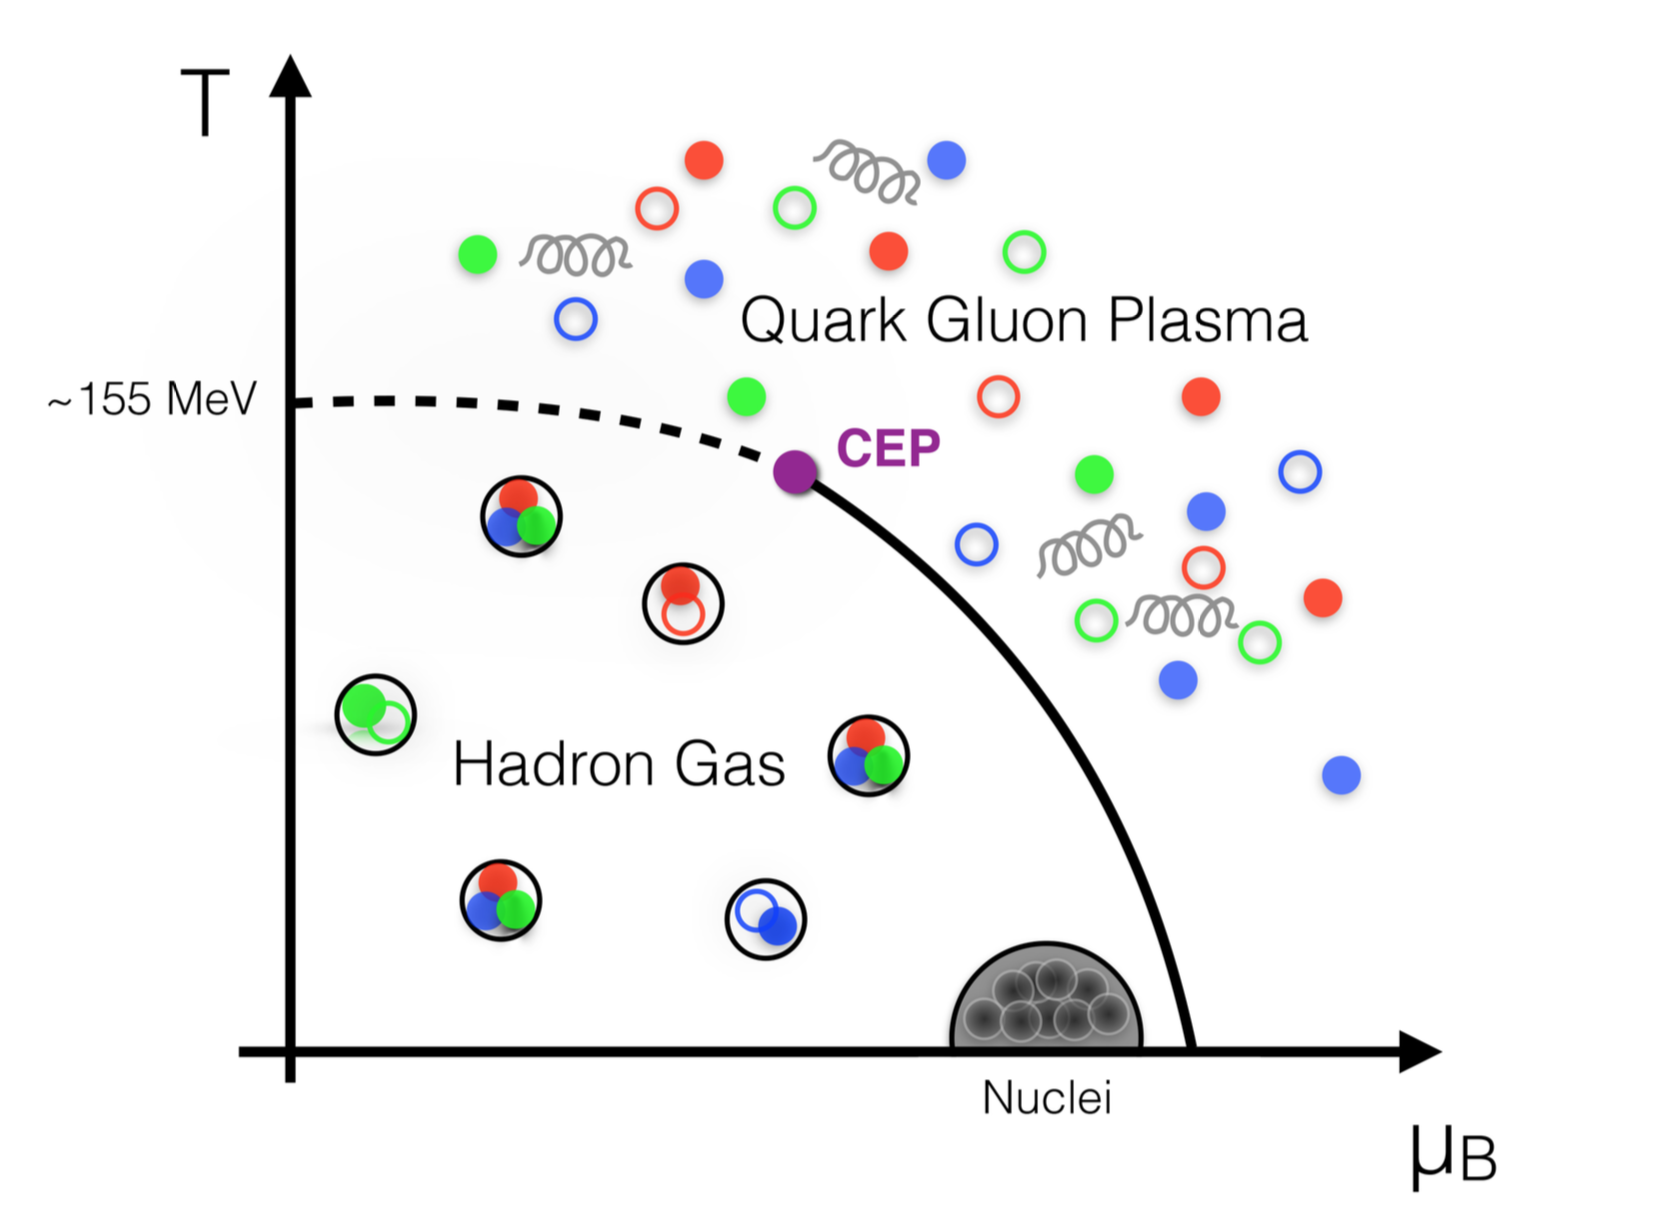 T
Quark Gluon Plasma
~155 MeV
CEP
Hadron Gas
Nuclei
μB